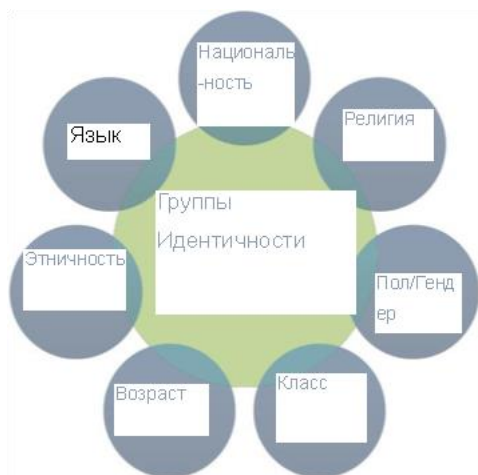 Националь
-ность
Религия
Язык
Группы
Идентичности
Этничность
Пол/Генд
ер
Возраст
Класс